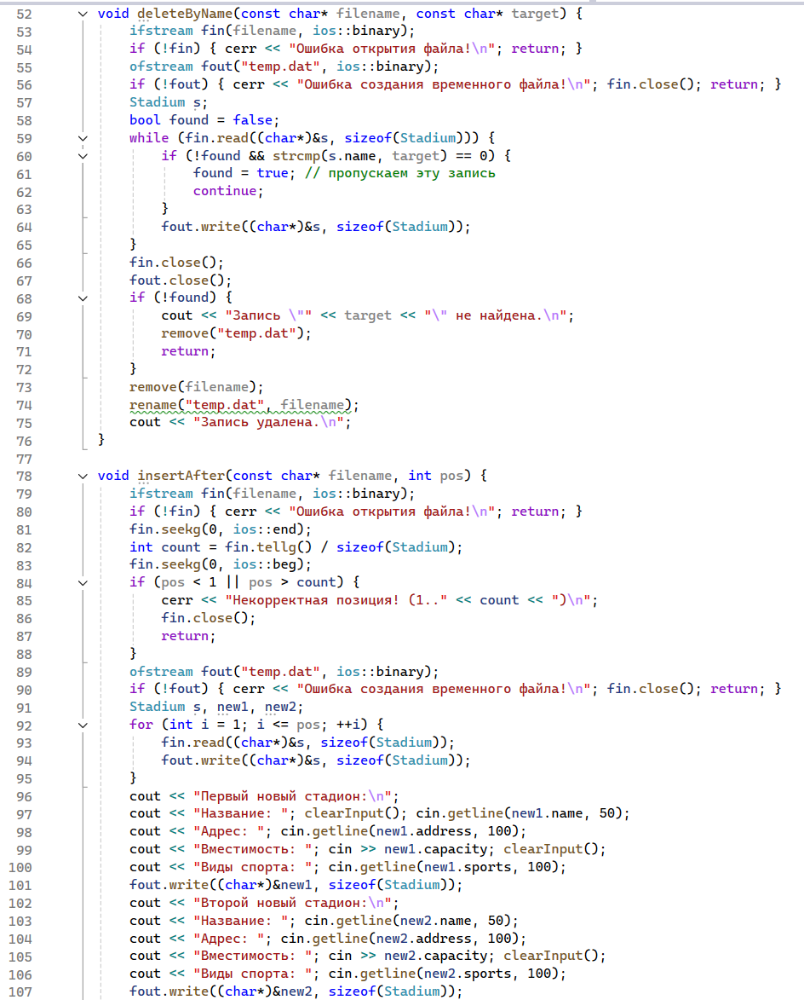 52 void deleteByName(const char* filename, const char* target) {
53 ifstream fin(filename, ios::binary);
54 if (!fin) { cerr << "Ошибка открытия файла!\n"; return; }
55 ofstream fout("temp.dat", ios::binary);
56 if (!fout) { cerr << "Ошибка создания временного файла!\n"; fin.close(); return; }
57 Stadium s;
58 bool found = false;
59 while (fin.read((char*)&s, sizeof(Stadium))) {
60 if (!found && strcmp(s.name, target) == 0) {
61 found = true; // пропускаем эту запись
62 continue;
63 }
64 fout.write((char*)&s, sizeof(Stadium));
65 }
66 fin.close();
67 fout.close();
68 if (!found) {
69 cout << "Запись \"" << target << "\" не найдена.\n";
70 remove("temp.dat");
71 return;
72 }
73 remove(filename);
74 rename("temp.dat", filename);
75 cout << "Запись удалена.\n";
76 }
77
78 void insertAfter(const char* filename, int pos) {
79 ifstream fin(filename, ios::binary);
80 if (!fin) { cerr << "Ошибка открытия файла!\n"; return; }
81 fin.seekg(0, ios::end);
82 int count = fin.tellg() / sizeof(Stadium);
83 fin.seekg(0, ios::beg);
84 if (pos < 1 || pos > count) {
85 cerr << "Некорректная позиция! (1.." << count << ")\n";
86 fin.close();
87 return;
88 }
89 ofstream fout("temp.dat", ios::binary);
90 if (!fout) { cerr << "Ошибка создания временного файла!\n"; fin.close(); return; }
91 Stadium s, new1, new2;
92 for (int i = 1; i <= pos; ++i) {
93 fin.read((char*)&s, sizeof(Stadium));
94 fout.write((char*)&s, sizeof(Stadium));
95 }
96 cout << "Первый новый стадион:\n";
97 cout << "Название: "; clearInput(); cin.getline(new1.name, 50);
98 cout << "Адрес: "; cin.getline(new1.address, 100);
99 cout << "Вместимость: "; cin >> new1.capacity; clearInput();
100 cout << "Виды спорта: "; cin.getline(new1.sports, 100);
101 fout.write((char*)&new1, sizeof(Stadium));
102 cout << "Второй новый стадион:\n";
103 cout << "Название: "; cin.getline(new2.name, 50);
104 cout << "Адрес: "; cin.getline(new2.address, 100);
105 cout << "Вместимость: "; cin >> new2.capacity; clearInput();
106 cout << "Виды спорта: "; cin.getline(new2.sports, 100);
107 fout.write((char*)&new2, sizeof(Stadium));